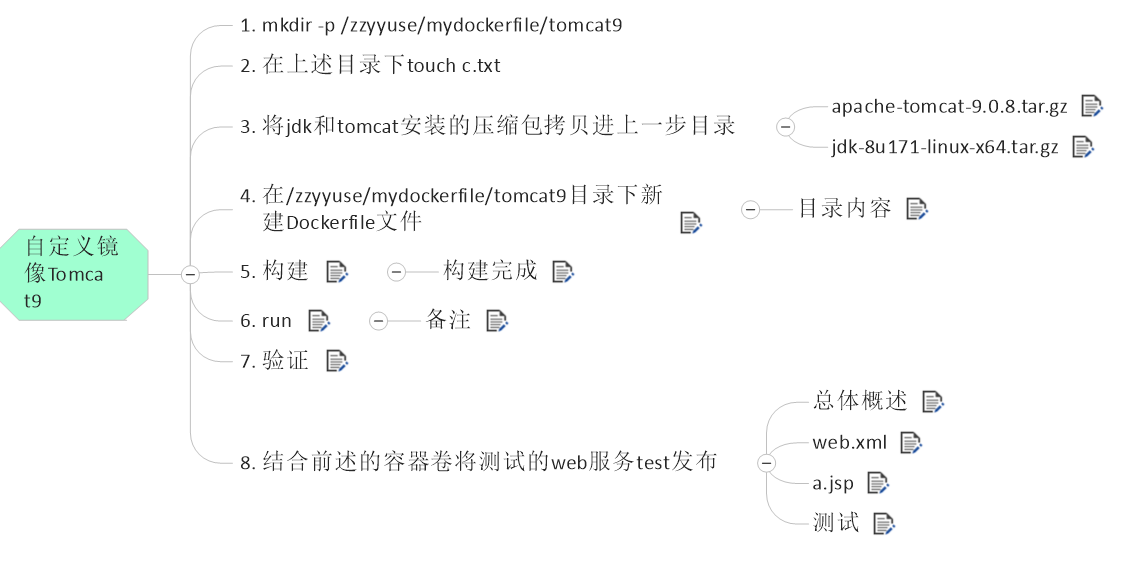 自定义镜
像Tomca
t9
1. mkdir -p /zzyyuse/mydockerfile/tomcat9
2. 在上述目录下touch c.txt
3. 将jdk和tomcat安装的压缩包拷贝进上一步目录
apache-tomcat-9.0.8.tar.gz
jdk-8u171-linux-x64.tar.gz
4. 在/zzyyuse/mydockerfile/tomcat9目录下新
建Dockerfile文件
目录内容
5. 构建
构建完成
6. run
备注
7. 验证
8. 结合前述的容器卷将测试的web服务test发布
总体概述
web.xml
a.jsp
测试